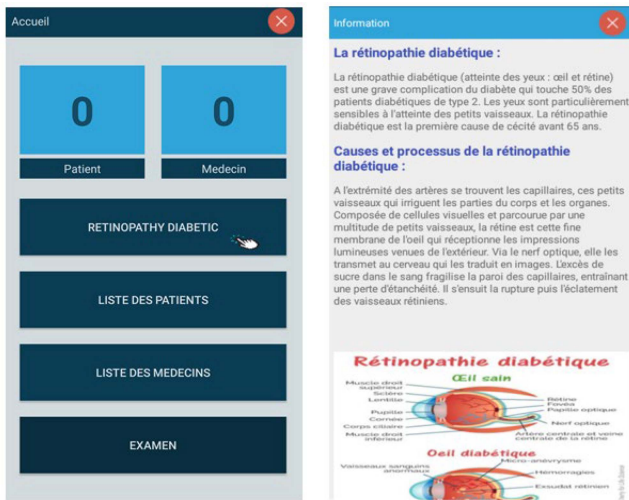 Accueil
0
0
Patient
Medecin
RETINOPATHY DIABETIC
LISTE DES PATIENTS
LISTE DES MEDECINS
EXAMEN
Information
La rétinopathie diabétique :
La rétinopathie diabétique (atteinte des yeux : œil et rétine)
est une grave complication du diabète qui touche 50% des
patients diabétiques de type 2. Les yeux sont particulièrement
sensibles à l'atteinte des petits vaisseaux. La rétinopathie
diabétique est la première cause de cécité avant 65 ans.
Causes et processus de la rétinopathie
diabétique :
A l'extrémité des artères se trouvent les capillaires, ces petits
vaisseaux qui irriguent les parties du corps et les organes.
Composée de cellules visuelles et parcourue par une
multitude de petits vaisseaux, la rétine est cette fine
membrane de l'oeil qui réceptionne les impressions
lumineuses venues de l'extérieur. Via le nerf optique, elle les
transmet au cerveau qui les traduit en images. L'excès de
sucre dans le sang fragilise la paroi des capillaires, entraînant
une perte d'étanchéité. Il s'ensuit la rupture puis l'éclatement
des vaisseaux rétiniens.
Rétinopathie diabétique
Œil sain
Muscle droit
supérieur
Sclère
Lentille
Pupille
Cornée
Corps ciliaire
Muscle droit
inférieur
Rétine
Fovéa
Papille optique
Nerf optique
Artère centrale et veine
centrale de la rétine
Oeil diabétique
Vaisseaux sanguins
anormaux
Micro-anévrysme
Hémorragies
Exsudat rétinien